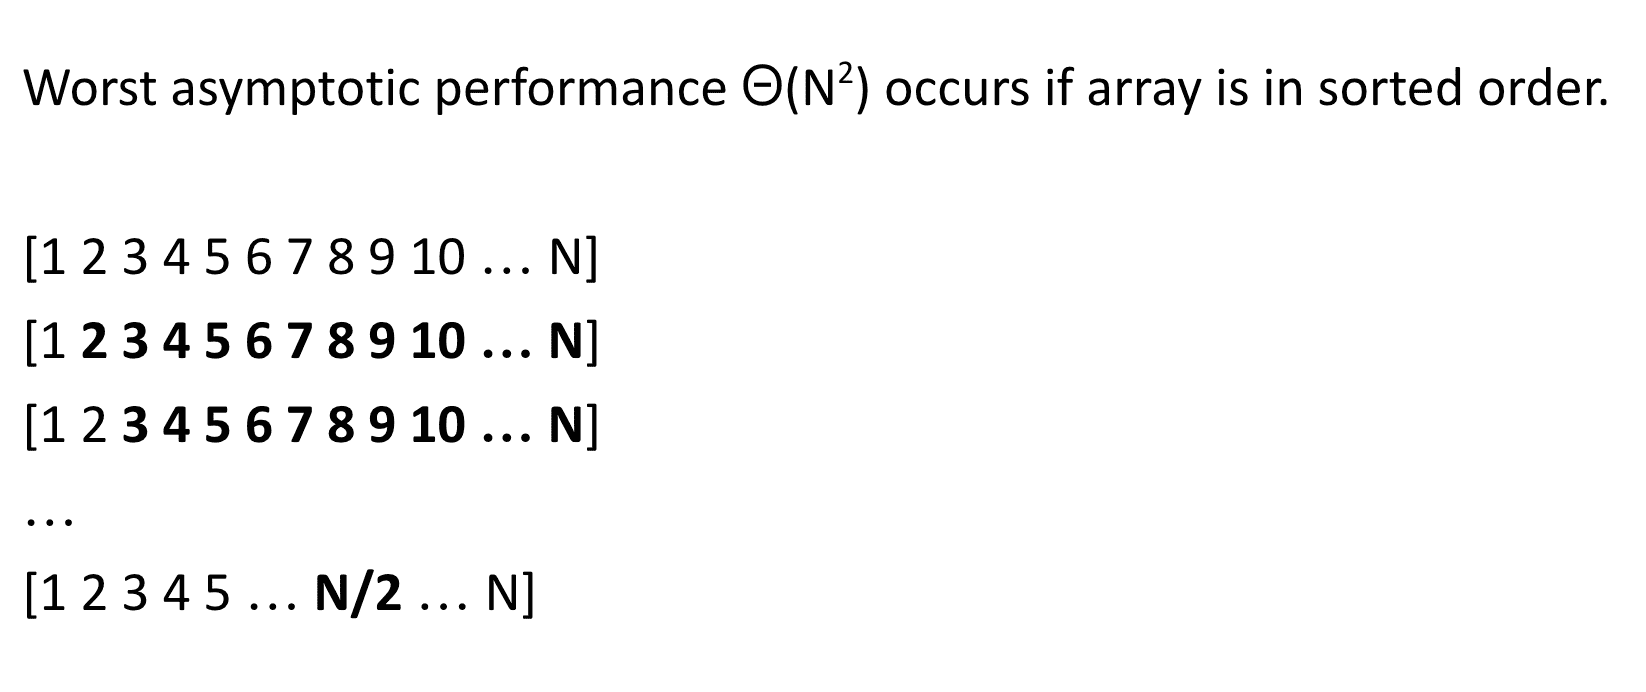 Worst asymptotic performance Θ(N²) occurs if array is in sorted order.
[1 2 3 4 5 6 7 8 9 10 … N]
[1 2 3 4 5 6 7 8 9 10 … N]
[1 2 3 4 5 6 7 8 9 10 … N]
…
[1 2 3 4 5 … N/2 … N]